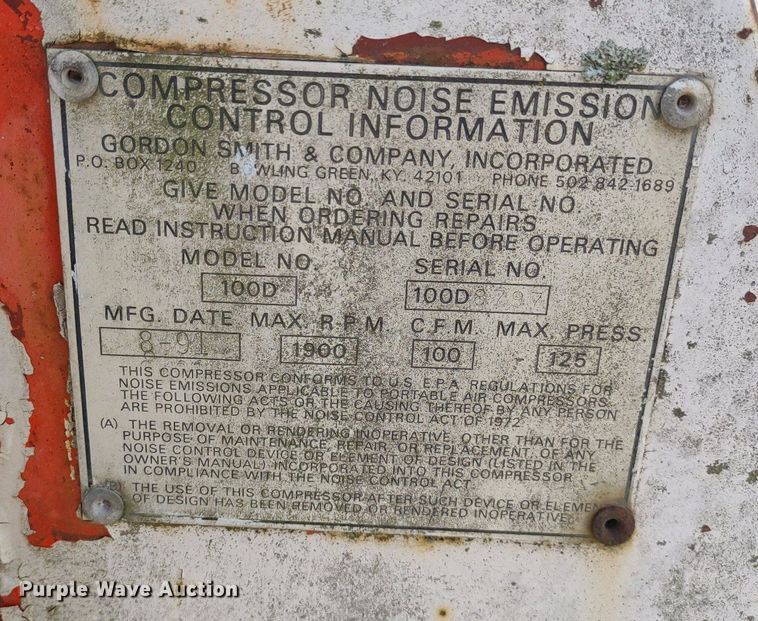 COMPRESSOR NOISE EMISSION
CONTROL INFORMATION
GORDON SMITH & COMPANY, INCORPORATED
P.O. BOX 1240 BOWLING GREEN, KY. 42101 PHONE 502 842 1689
GIVE MODEL NO. AND SERIAL NO.
WHEN ORDERING REPAIRS
READ INSTRUCTION MANUAL BEFORE OPERATING
MODEL NO. SERIAL NO.
100D 100D8797
MFG. DATE MAX. R.P.M C.F.M. MAX. PRESS
8-91 1900 100 125
THIS COMPRESSOR CONFORMS TO U.S. E.P.A. REGULATIONS FOR
NOISE EMISSIONS APPLICABLE TO PORTABLE AIR COMPRESSORS.
THE FOLLOWING ACTS OR THE CAUSING THEREOF BY ANY PERSON
ARE PROHIBITED BY THE NOISE CONTROL ACT OF 1972
(A) THE REMOVAL OR RENDERING INOPERATIVE, OTHER THAN FOR THE
PURPOSE OF MAINTENANCE, REPAIR, OR REPLACEMENT, OF ANY
NOISE CONTROL DEVICE OR ELEMENT OF DESIGN (LISTED IN THE
OWNER'S MANUAL) INCORPORATED INTO THIS COMPRESSOR
IN COMPLIANCE WITH THE NOISE CONTROL ACT.
(B) THE USE OF THIS COMPRESSOR AFTER SUCH DEVICE OR ELEMEN
OF DESIGN HAS BEEN REMOVED OR RENDERED INOPERATIVE.
Purple Wave Auction